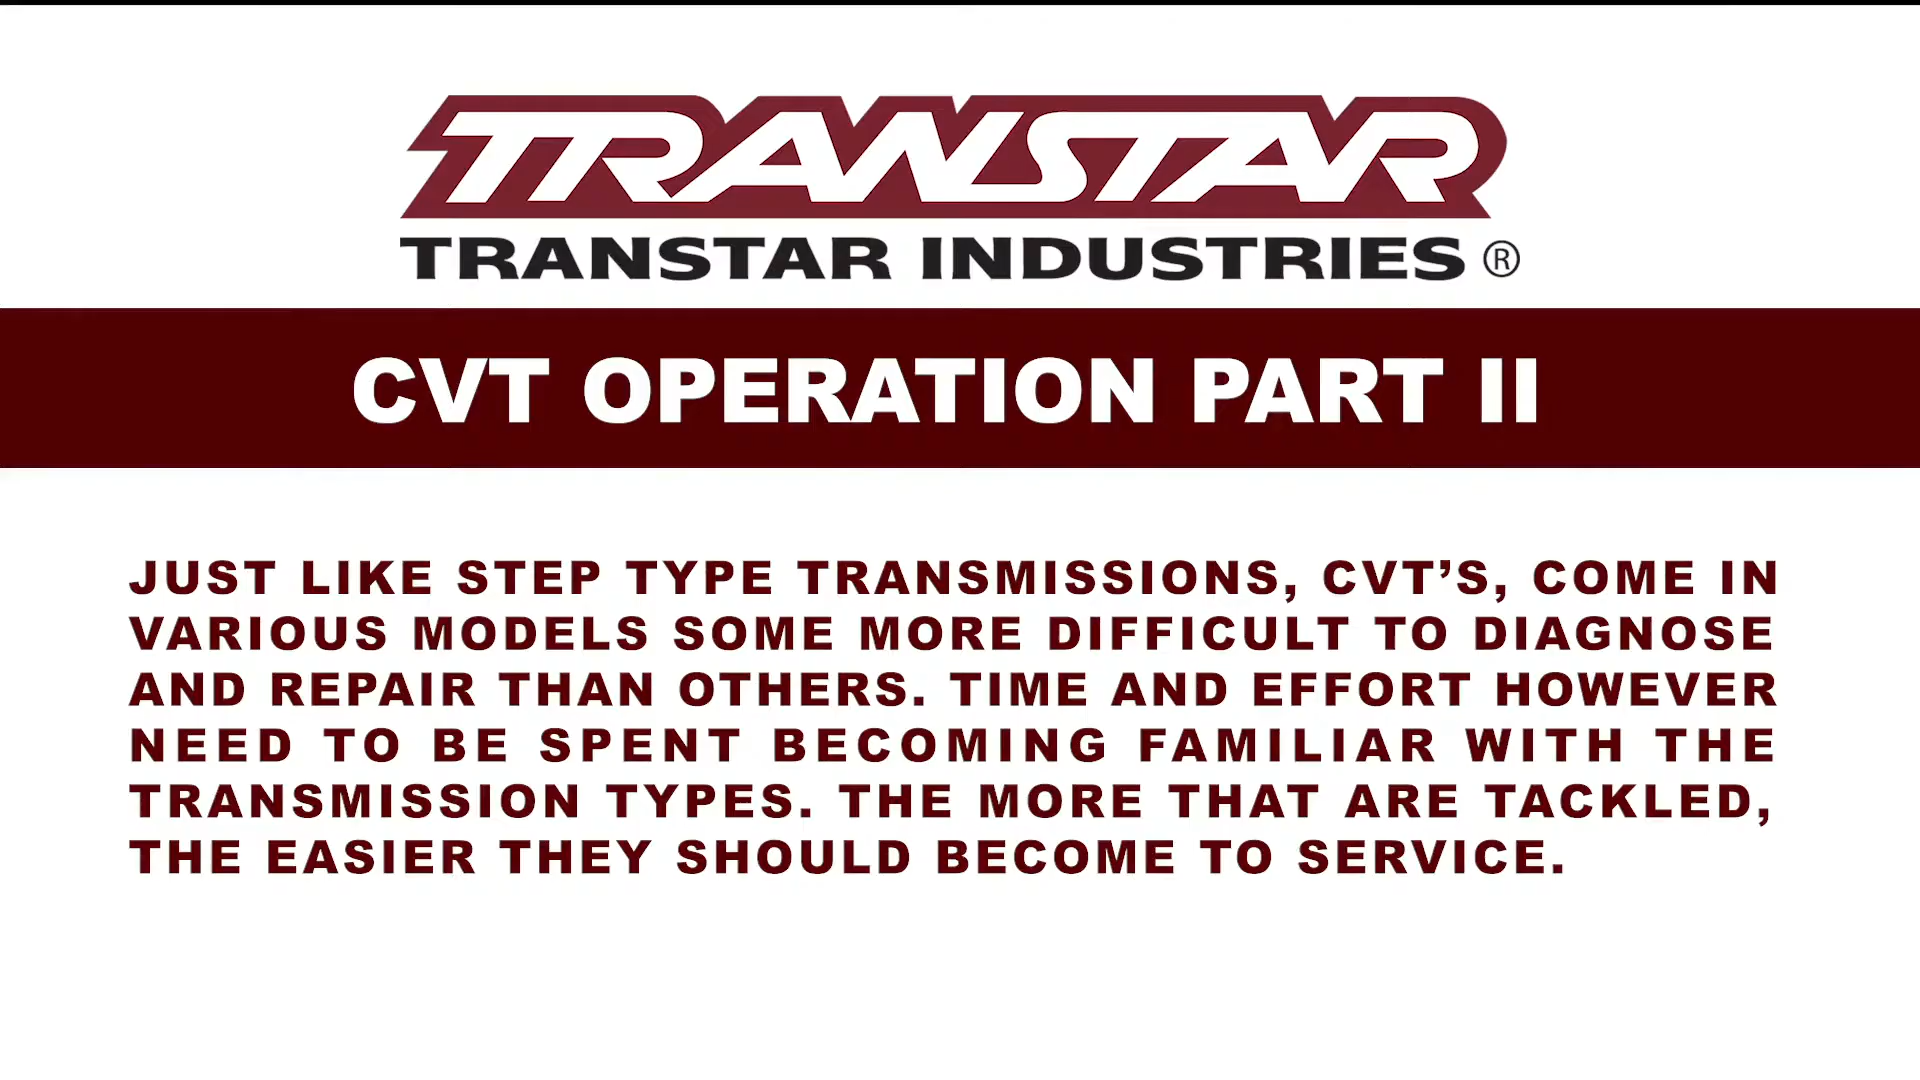 TRANSTAR
TRANSTAR INDUSTRIES ®
CVT OPERATION PART II
JUST LIKE STEP TYPE TRANSMISSIONS, CVT’S, COME IN
VARIOUS MODELS SOME MORE DIFFICULT TO DIAGNOSE
AND REPAIR THAN OTHERS. TIME AND EFFORT HOWEVER
NEED TO BE SPENT BECOMING FAMILIAR WITH THE
TRANSMISSION TYPES. THE MORE THAT ARE TACKLED,
THE EASIER THEY SHOULD BECOME TO SERVICE.